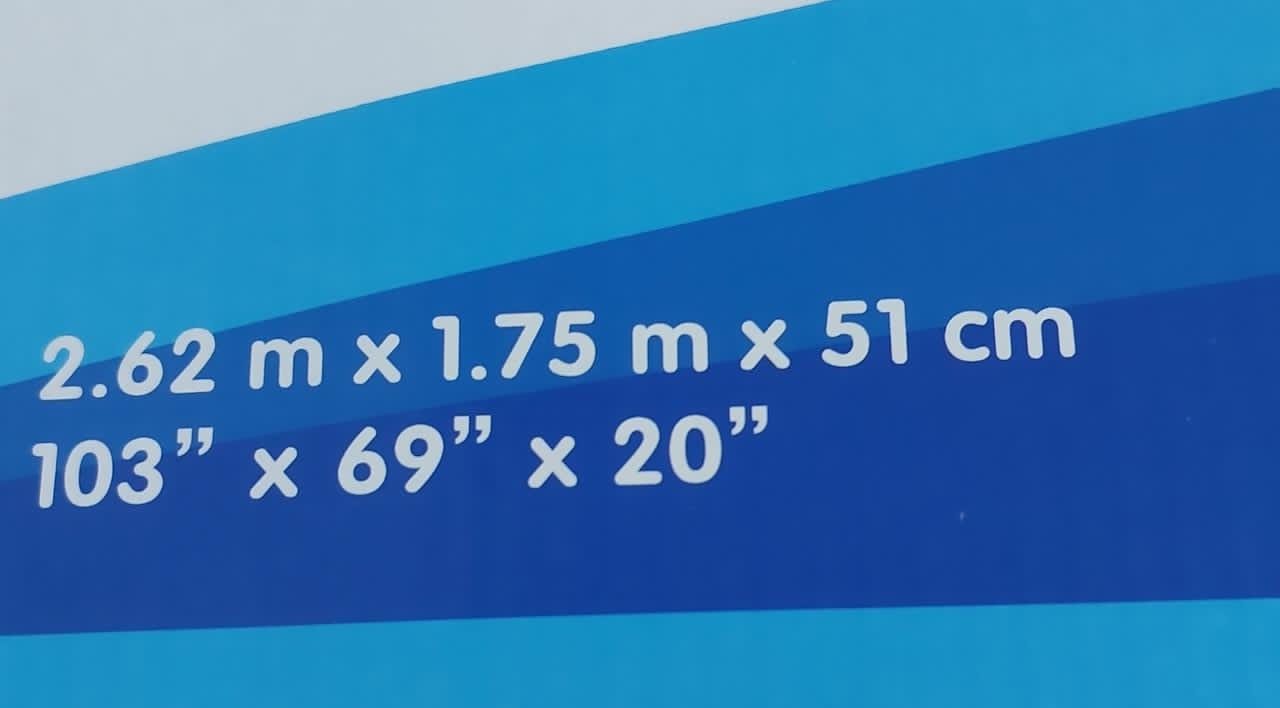 2.62 m x 1.75 m x 51 cm
103” x 69” x 20”